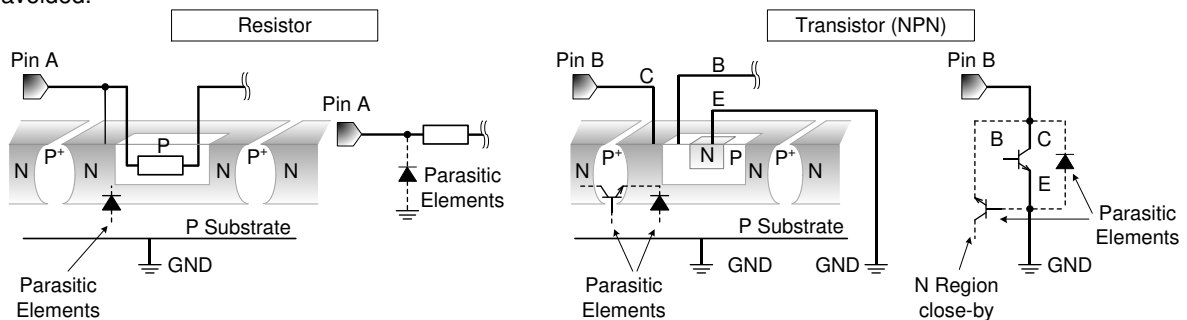 avoided.
Resistor
Transistor (NPN)
Pin A
Pin A
P
N
P+
N
P+
N
N
Parasitic
Elements
P Substrate
GND
Parasitic
Elements
Pin B
C
B
E
N
P+
N
N
P
P+
N
N
P Substrate
GND
GND
Parasitic
Elements
Pin B
B
C
E
Parasitic
Elements
GND
N Region
close-by